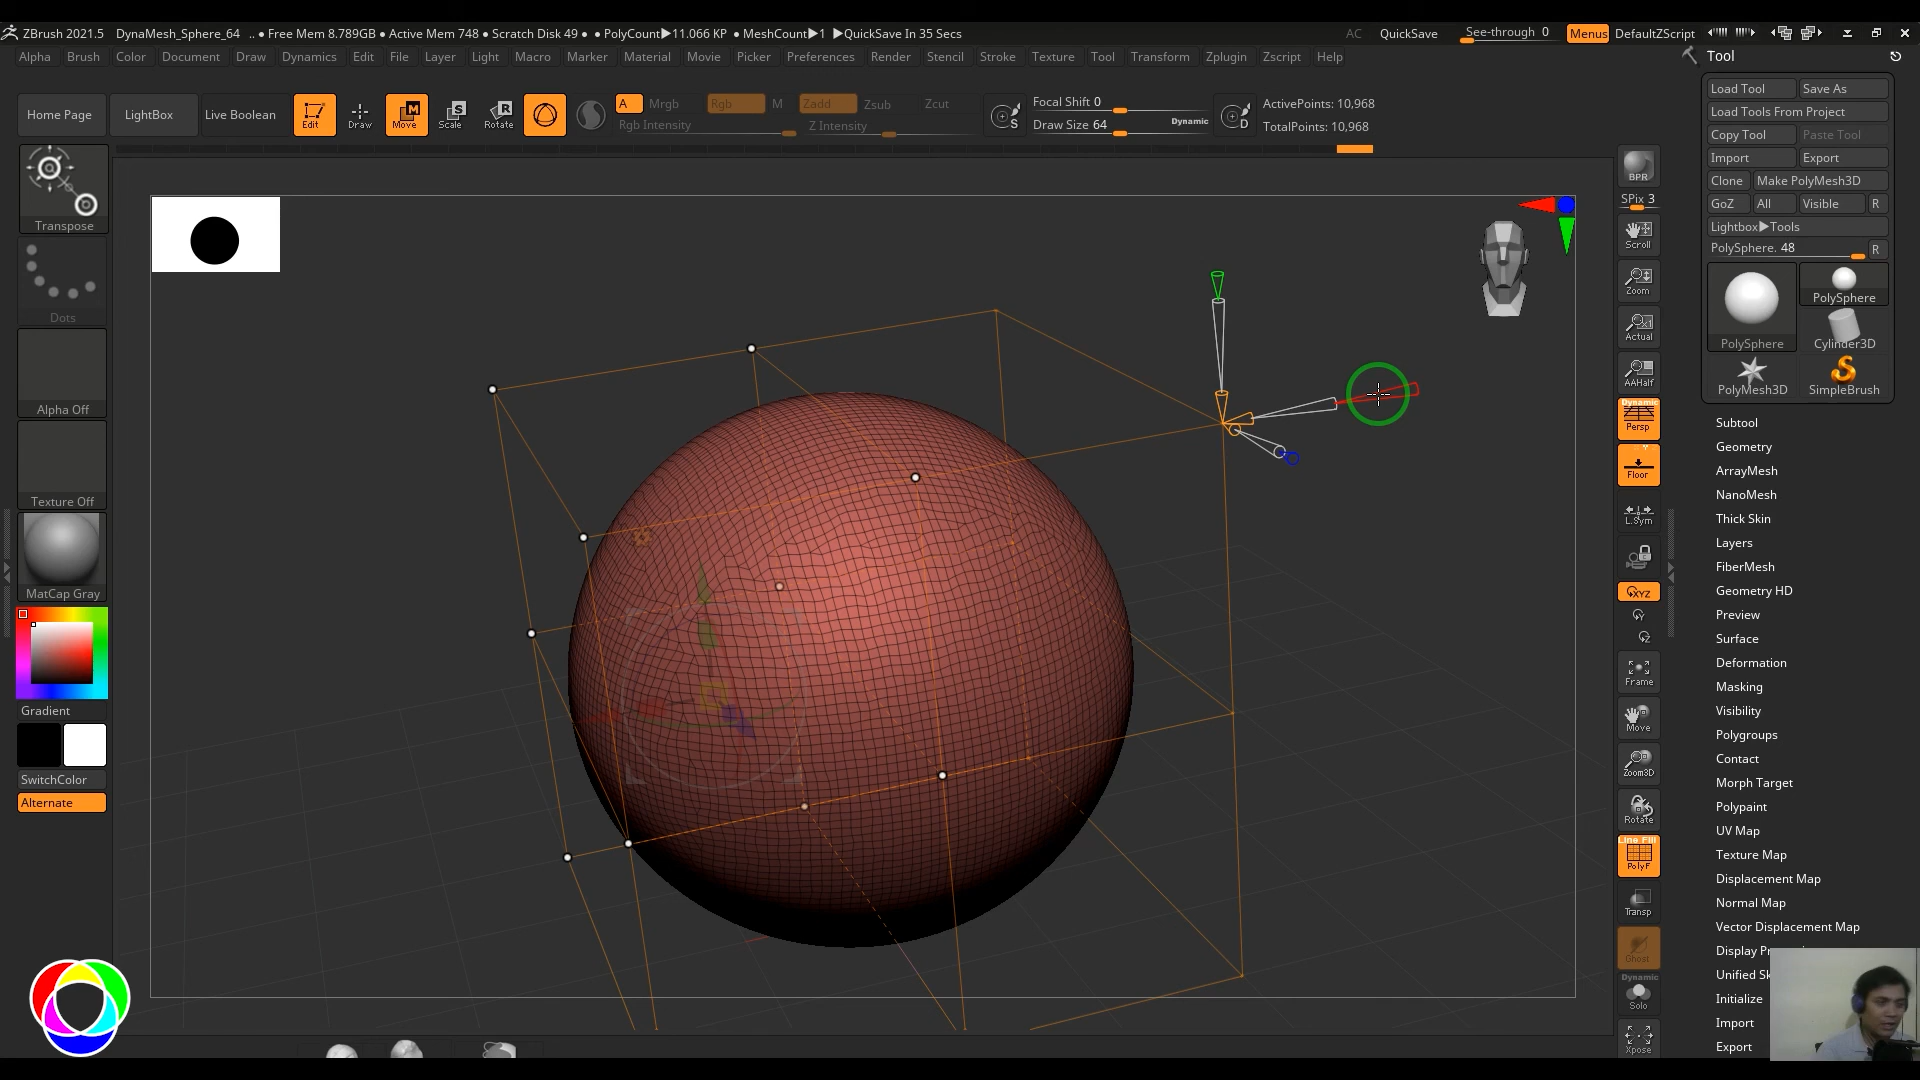 ZBrush 2021.5 DynaMesh_Sphere_64 .. ● Free Mem 8.789GB ● Active Mem 748 ● Scratch Disk 49 ● ● PolyCount▶11.066 KP ● MeshCount▶1 ▶QuickSave In 35 Secs AC QuickSave See-through 0 Menus DefaultZScript
Alpha Brush Color Document Draw Dynamics Edit File Layer Light Macro Marker Material Movie Picker Preferences Render Stencil Stroke Texture Tool Transform Zplugin Zscript Help
Tool
Home Page LightBox Live Boolean Edit Draw Move Scale Rotate
A Mrgb Rgb M Zadd Zsub Zcut
Rgb Intensity Z Intensity
Focal Shift 0
Draw Size 64 Dynamic
S D
ActivePoints: 10,968
TotalPoints: 10,968
Transpose
Dots
Alpha Off
Texture Off
MatCap Gray
Gradient
SwitchColor
Alternate
BPR
SPix 3
Scroll
Zoom
Actual
AAHalf
Dynamic
Persp
Floor
L.Sym
XYZ
Y
Z
Frame
Move
Zoom3D
Rotate
Line Fill
PolyF
Transp
Ghost
Dynamic
Solo
Xpose
Load Tool Save As
Load Tools From Project
Copy Tool Paste Tool
Import Export
Clone Make PolyMesh3D
GoZ All Visible R
Lightbox▶Tools
PolySphere. 48 R
PolySphere PolySphere
Cylinder3D
PolyMesh3D SimpleBrush
Subtool
Geometry
ArrayMesh
NanoMesh
Thick Skin
Layers
FiberMesh
Geometry HD
Preview
Surface
Deformation
Masking
Visibility
Polygroups
Contact
Morph Target
Polypaint
UV Map
Texture Map
Displacement Map
Normal Map
Vector Displacement Map
Display
Unified
Initialize
Import
Export